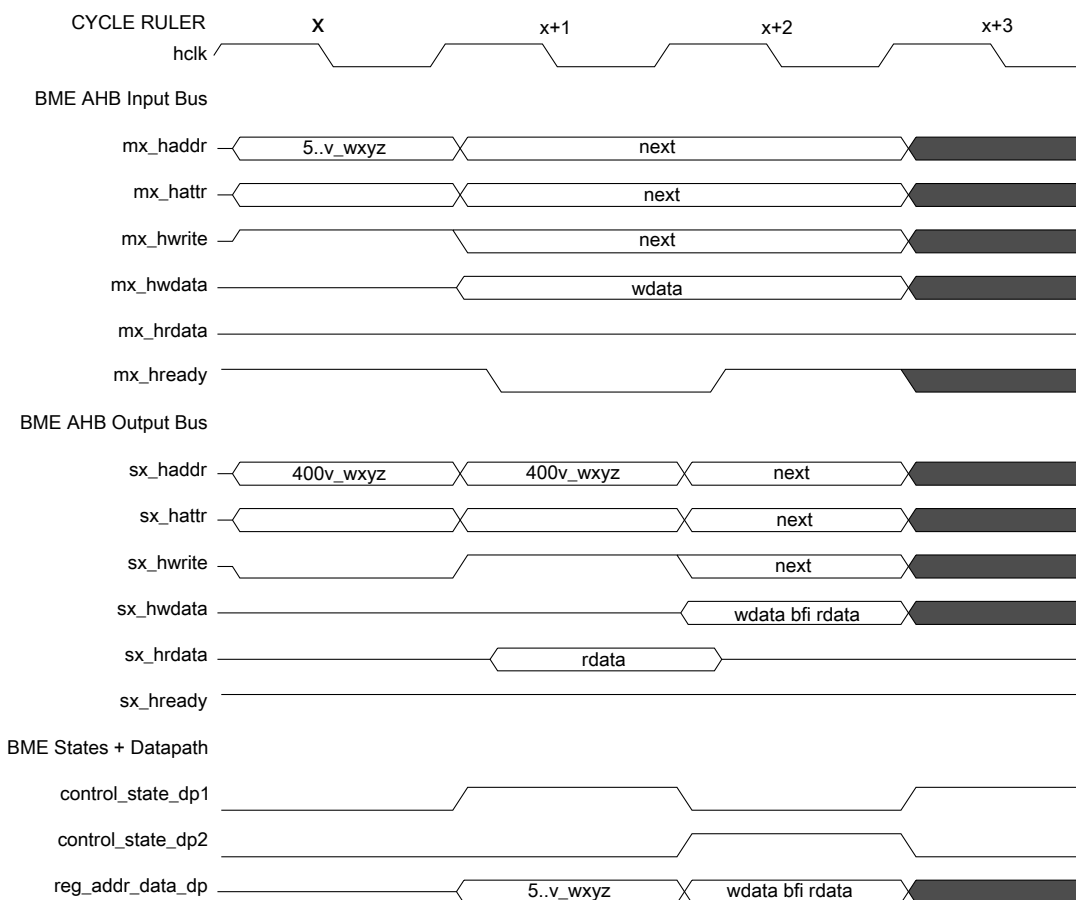 CYCLE RULER x x+1 x+2 x+3
hclk
BME AHB Input Bus
mx_haddr 5..v_wxyz next
mx_hattr next
mx_hwrite next
mx_hwdata wdata
mx_hrdata
mx_hready
BME AHB Output Bus
sx_haddr 400v_wxyz 400v_wxyz next
sx_hattr next
sx_hwrite next
sx_hwdata wdata bfi rdata
sx_hrdata rdata
sx_hready
BME States + Datapath
control_state_dp1
control_state_dp2
reg_addr_data_dp 5..v_wxyz wdata bfi rdata